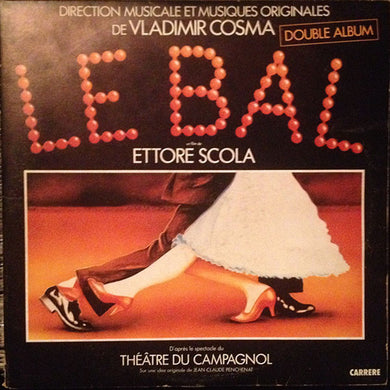 DIRECTION MUSICALE ET MUSIQUES ORIGINALES
DE VLADIMIR COSMA
DOUBLE ALBUM
LE BAL
un film de
ETTORE SCOLA
D'après le spectacle du
THÉÂTRE DU CAMPAGNOL
Sur une idée originale de JEAN CLAUDE PENCHENAT
CARRERE